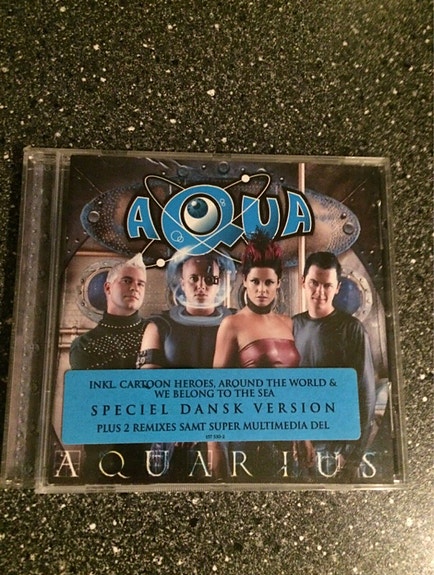 AQUA
INKL. CARTOON HEROES, AROUND THE WORLD &
WE BELONG TO THE SEA
SPECIEL DANSK VERSION
PLUS 2 REMIXES SAMT SUPER MULTIMEDIA DEL
AQUARIUS